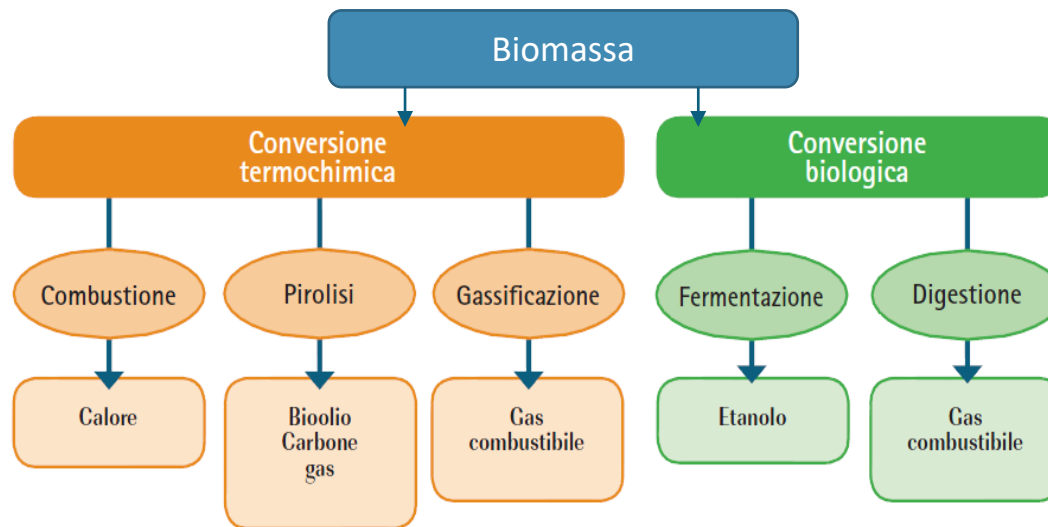 Biomassa
Conversione
termochimica
Conversione
biologica
Combustione
Pirolisi
Gassificazione
Fermentazione
Digestione
Calore
Bioolio
Carbone
gas
Gas
combustibile
Etanolo
Gas
combustibile